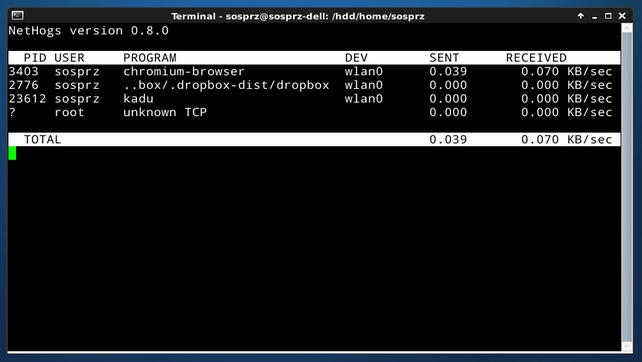 Terminal - sosprz@sosprz-dell: /hdd/home/sosprz
NetHogs version 0.8.0
PID USER PROGRAM DEV SENT RECEIVED
3403 sosprz chromium-browser wlan0 0.039 0.070 KB/sec
2776 sosprz ..box/.dropbox-dist/dropbox wlan0 0.000 0.000 KB/sec
23612 sosprz kadu wlan0 0.000 0.000 KB/sec
? root unknown TCP 0.000 0.000 KB/sec
TOTAL 0.039 0.070 KB/sec